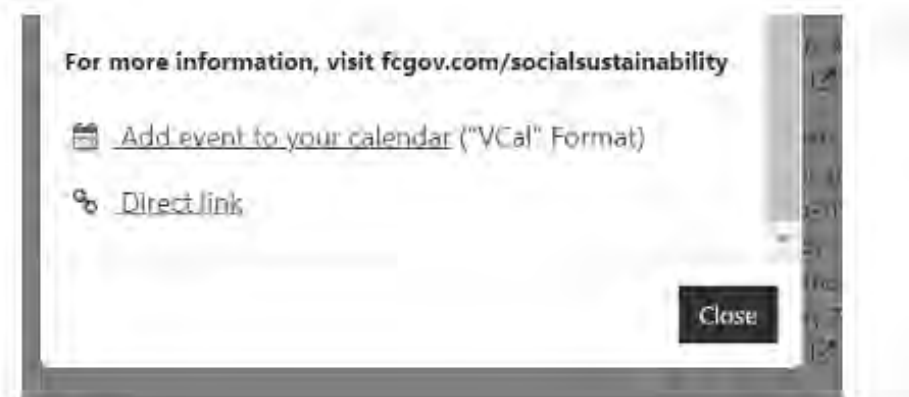 For more information, visit fcgov.com/socialsustainability
Add event to your calendar ("VCal" Format)
Direct link
Close